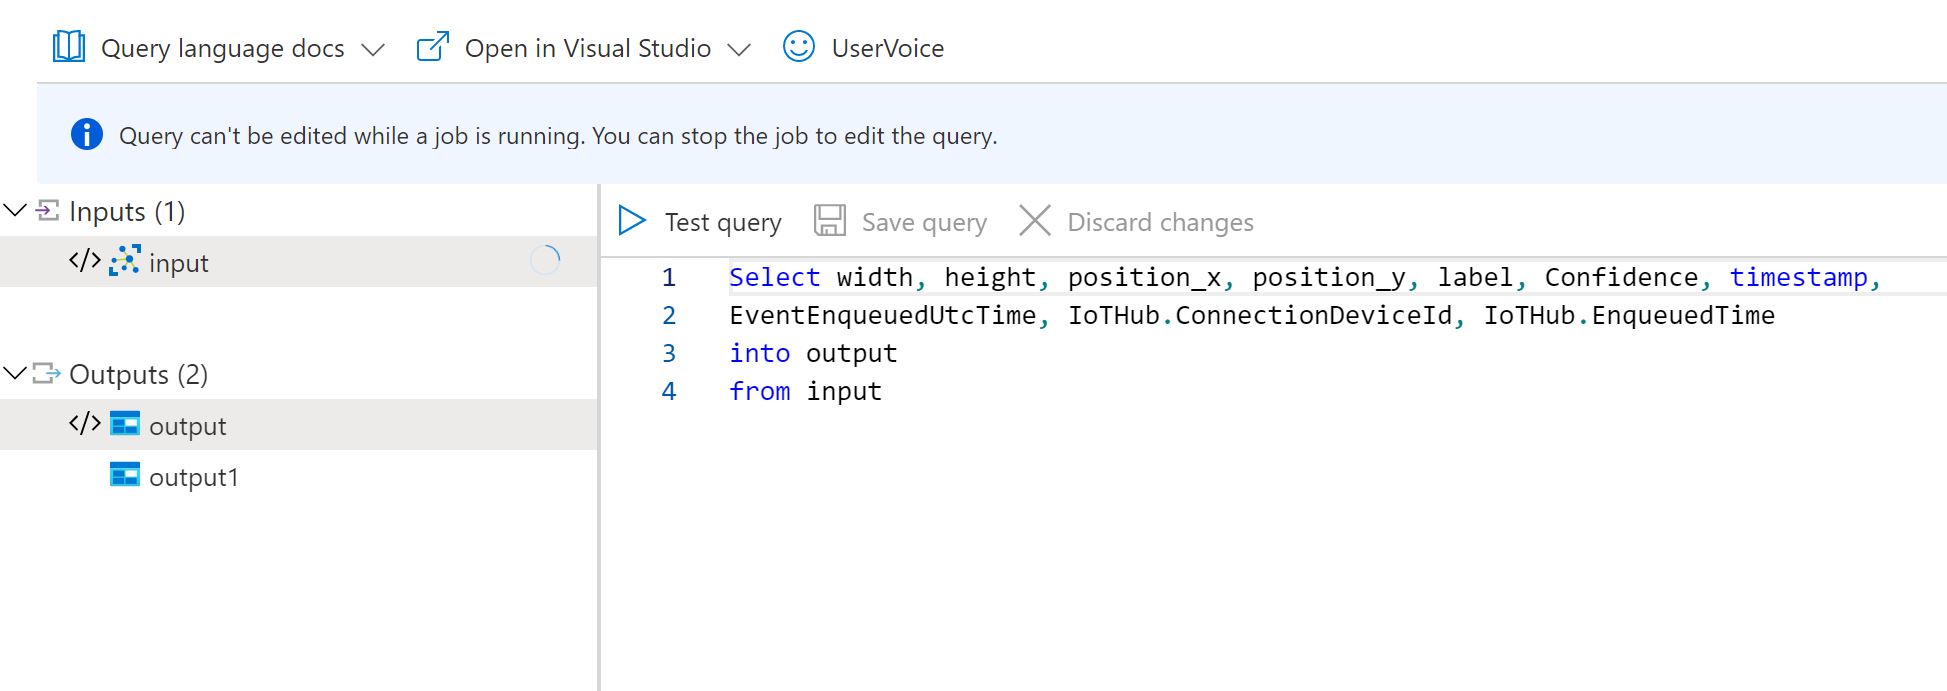 Query language docs Open in Visual Studio UserVoice
Query can't be edited while a job is running. You can stop the job to edit the query.
Inputs (1)
</> input
Outputs (2)
</> output
output1
Test query Save query Discard changes
1 Select width, height, position_x, position_y, label, Confidence, timestamp,
2 EventEnqueuedUtcTime, IoTHub.ConnectionDeviceId, IoTHub.EnqueuedTime
3 into output
4 from input